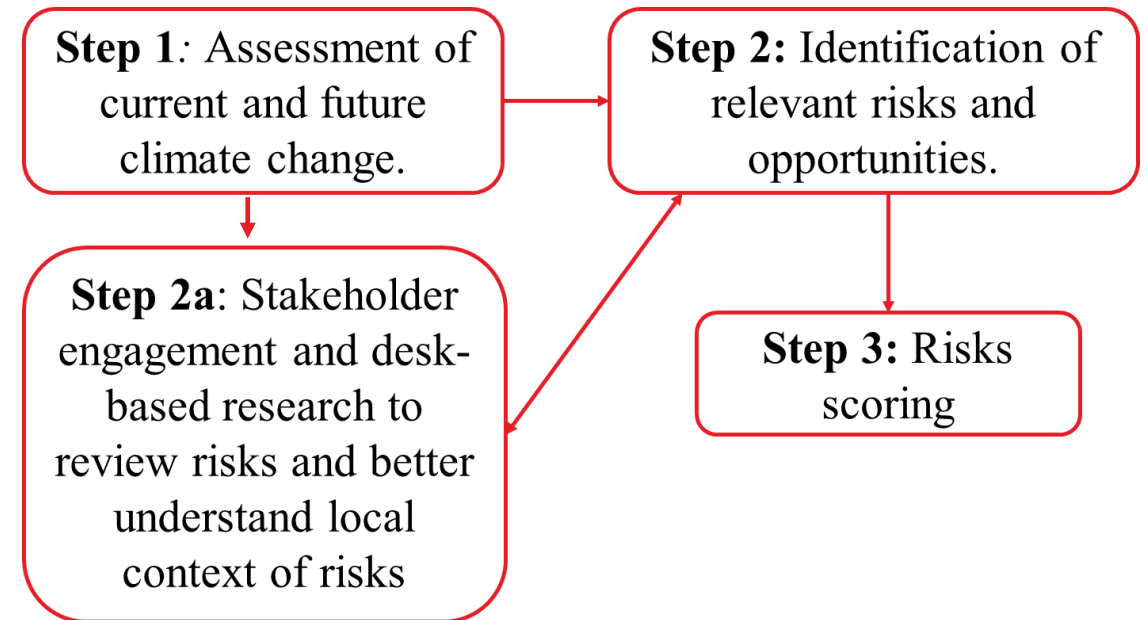 Step 1: Assessment of
current and future
climate change.
Step 2: Identification of
relevant risks and
opportunities.
Step 2a: Stakeholder
engagement and desk-
based research to
review risks and better
understand local
context of risks
Step 3: Risks
scoring